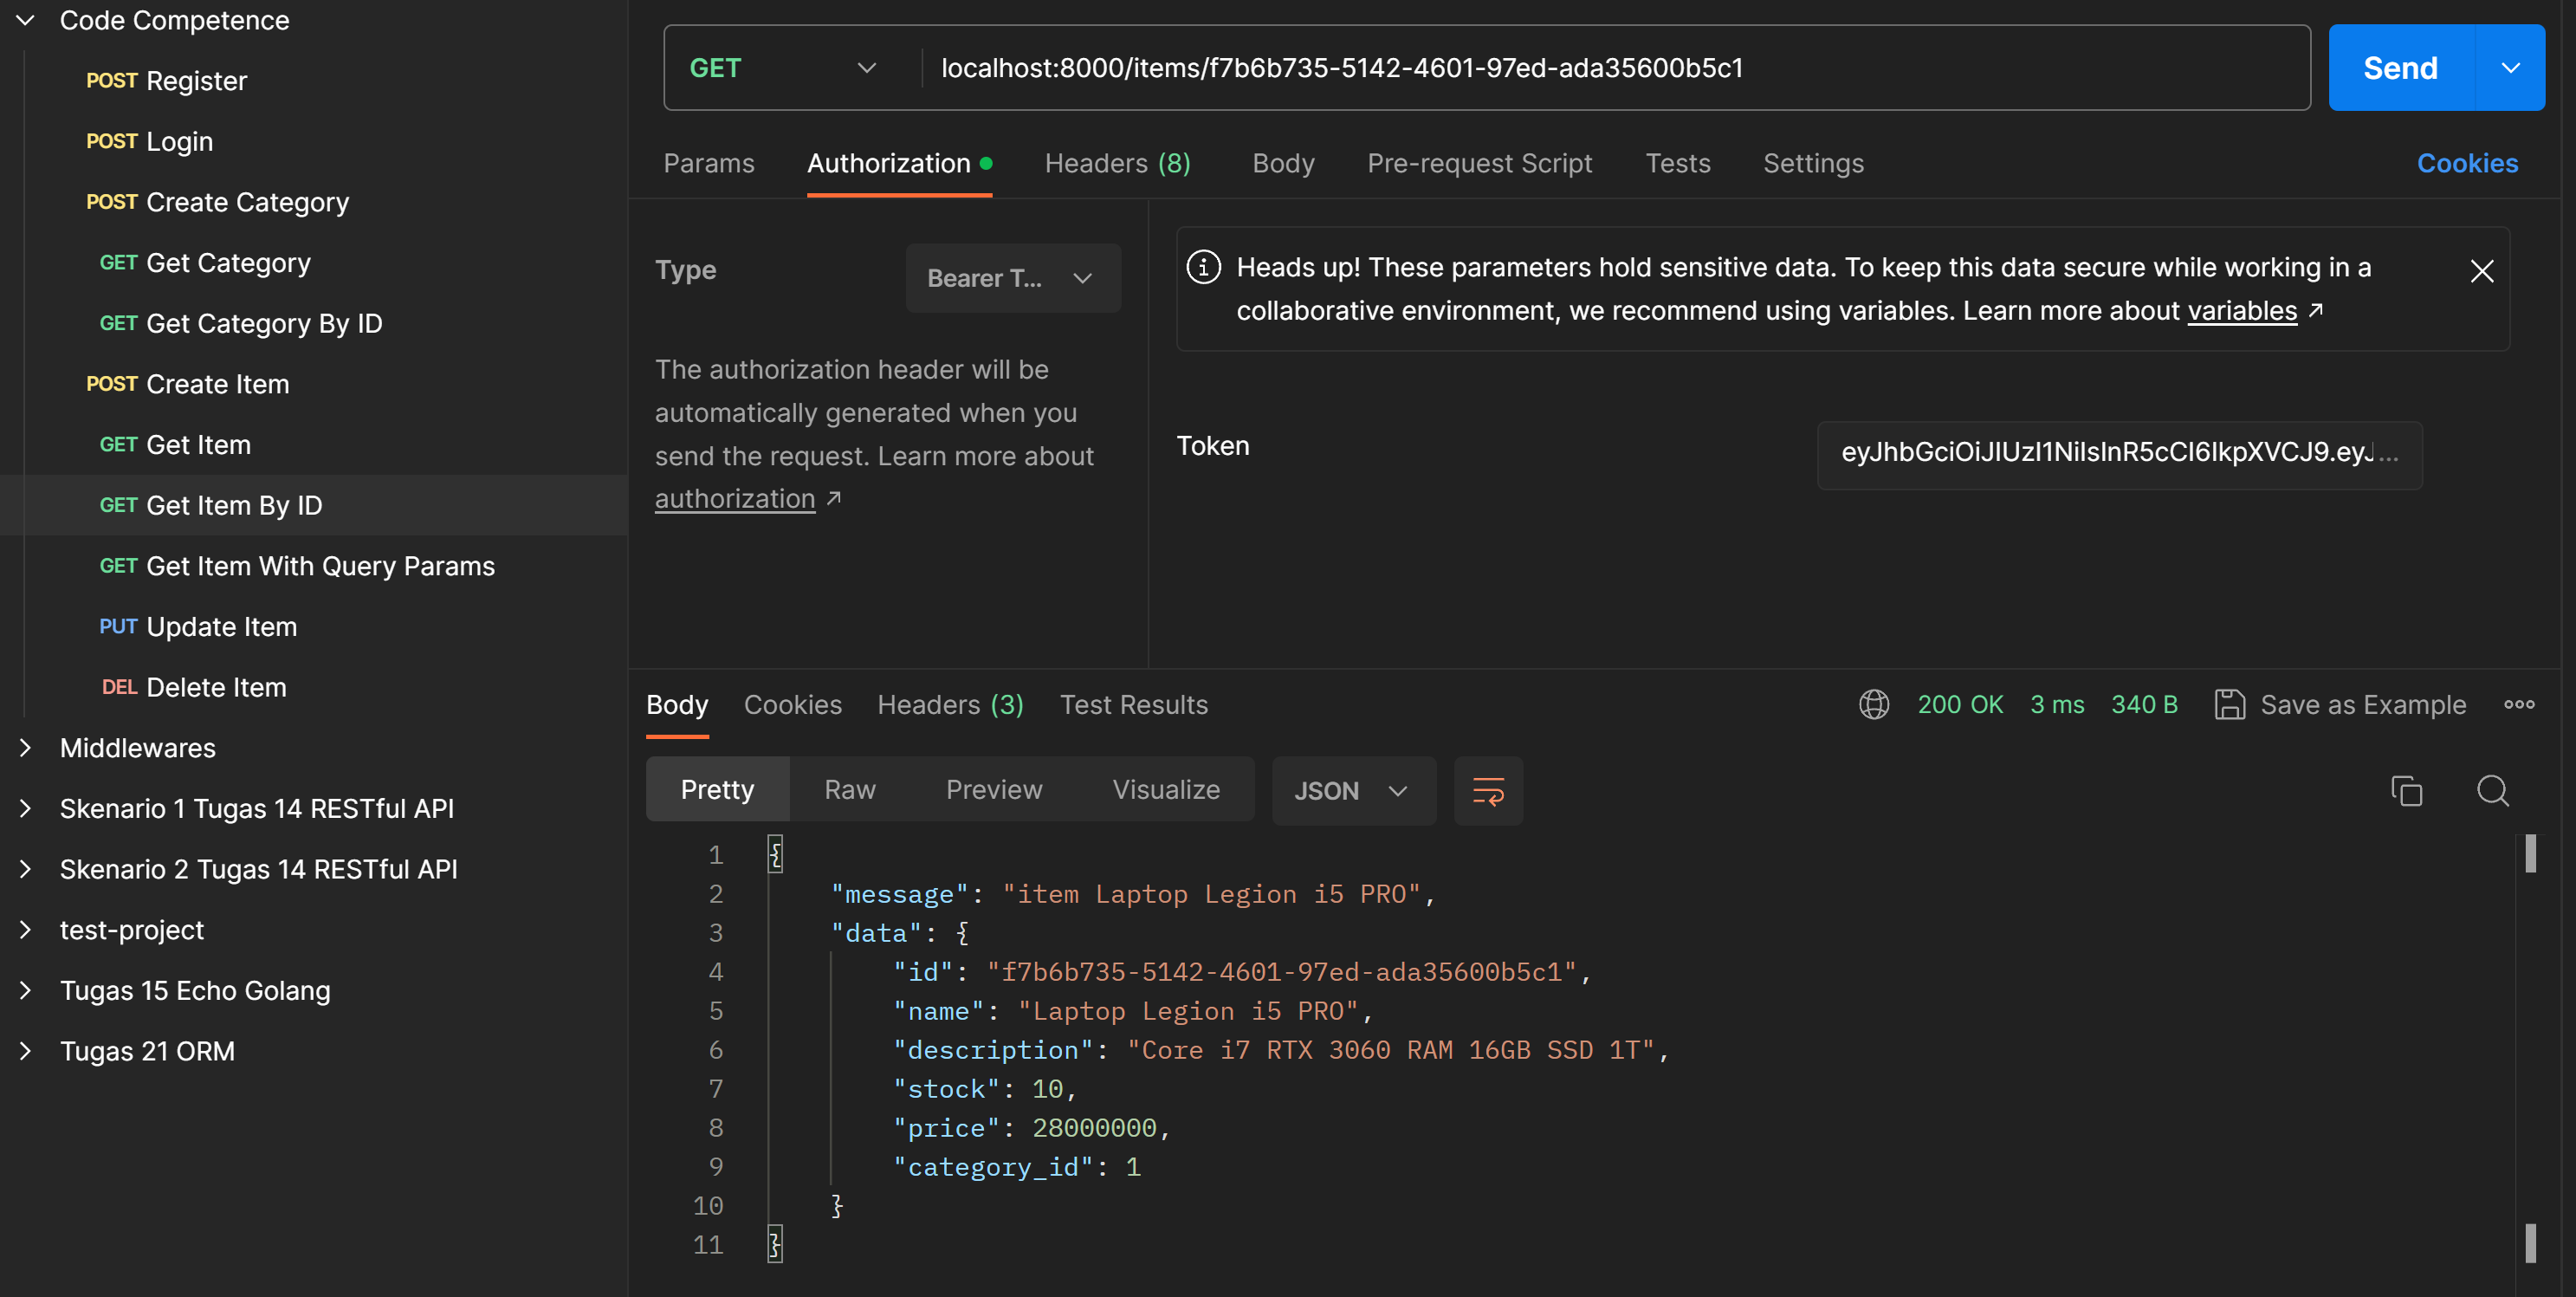 Code Competence
POST Register
POST Login
POST Create Category
GET Get Category
GET Get Category By ID
POST Create Item
GET Get Item
GET Get Item By ID
GET Get Item With Query Params
PUT Update Item
DEL Delete Item
Middlewares
Skenario 1 Tugas 14 RESTful API
Skenario 2 Tugas 14 RESTful API
test-project
Tugas 15 Echo Golang
Tugas 21 ORM
GET localhost:8000/items/f7b6b735-5142-4601-97ed-ada35600b5c1 Send
Params Authorization Headers (8) Body Pre-request Script Tests Settings Cookies
Type Bearer T...
The authorization header will be
automatically generated when you
send the request. Learn more about
authorization ↗
Heads up! These parameters hold sensitive data. To keep this data secure while working in a
collaborative environment, we recommend using variables. Learn more about variables ↗
Token eyJhbGciOiJIUzI1NiIsInR5cCI6IkpXVCJ9.eyJ...
Body Cookies Headers (3) Test Results 200 OK 3 ms 340 B Save as Example
Pretty Raw Preview Visualize JSON
1 {
2 "message": "item Laptop Legion i5 PRO",
3 "data": {
4 "id": "f7b6b735-5142-4601-97ed-ada35600b5c1",
5 "name": "Laptop Legion i5 PRO",
6 "description": "Core i7 RTX 3060 RAM 16GB SSD 1T",
7 "stock": 10,
8 "price": 28000000,
9 "category_id": 1
10 }
11 }